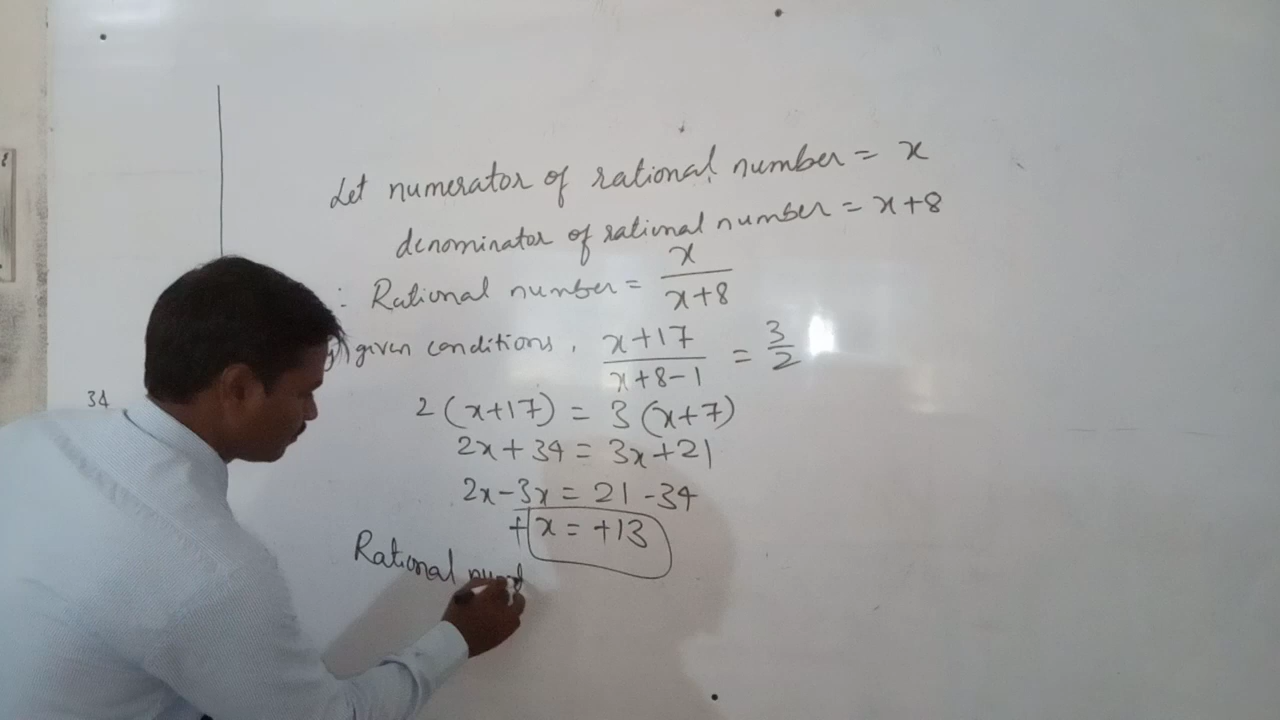 Let numerator of rational number = x
denominator of rational number = x+8
∴ Rational number = x/(x+8)
given conditions, (x+17)/(x+8-1) = 3/2
34
2(x+17) = 3(x+7)
2x+34 = 3x+21
2x-3x = 21-34
+x = +13
Rational